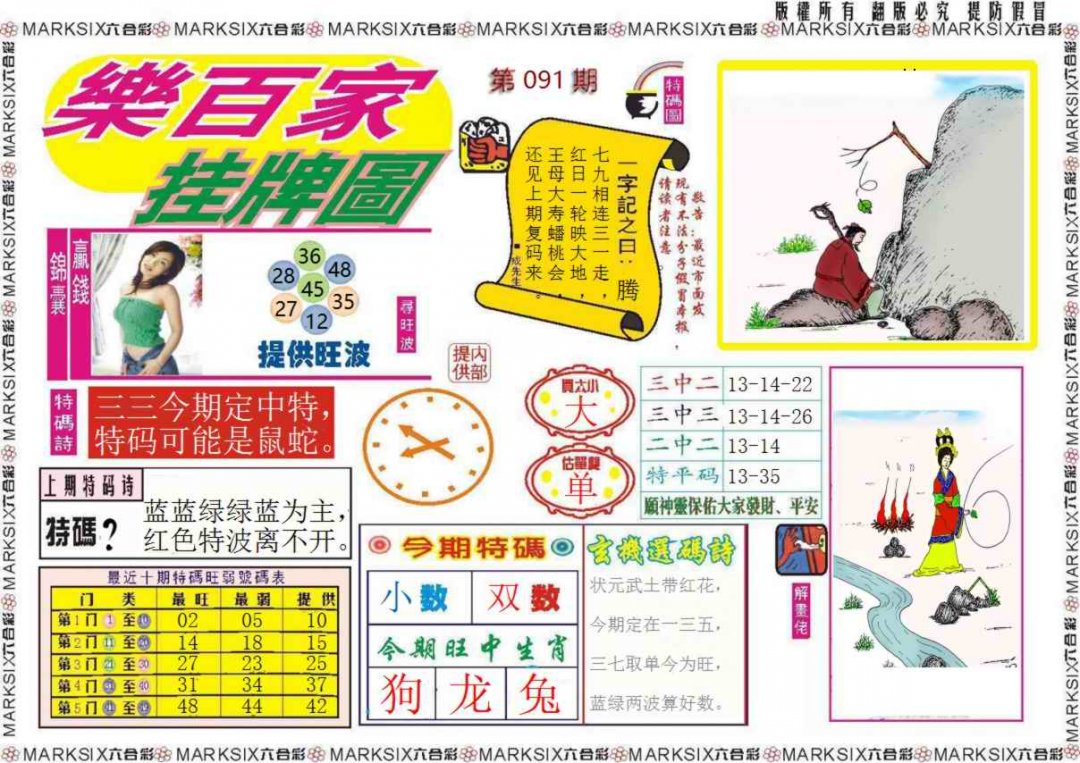 版權所有 翻版必究 提防假冒
MARKSIX六合彩 MARKSIX六合彩 MARKSIX六合彩 MARKSIX六合彩 MARKSIX六合彩 MARKSIX六合彩 MARKSIX六合彩
樂百家
挂牌圖
第 091 期
特碼圖
一字記之曰：腾
七九相连三一走，
红日一轮映大地，
王母大寿蟠桃会，
还见上期复码来。
■成先生
敬告：最近市面发
现有不法分子假冒本报，
请读者注意。
贏錢
錦囊
36
28 48
45
27 35
12
提供旺波
尋旺波
内部
提供
特碼詩
三三今期定中特，
特码可能是鼠蛇。
買大小
大
估單雙
单
三中二 13-14-22
三中三 13-14-26
二中二 13-14
特平码 13-35
願神靈保佑大家發財、平安
上期特码诗
特碼？
蓝蓝绿绿蓝为主，
红色特波离不开。
最近十期特碼旺弱號碼表
门 类 最旺 最弱 提供
第1门 1 至10 02 05 10
第2门 11 至20 14 18 15
第3门 21 至30 27 23 25
第4门 31 至40 31 34 37
第5门 41 至49 48 44 42
今期特碼
小数 双数
今期旺中生肖
狗 龙 兔
玄機選碼詩
状元武土带红花，
今期定在一三五，
三七取单今为旺，
蓝绿两波算好数。
解畫佬
MARKSIX六合彩 MARKSIX六合彩 MARKSIX六合彩 MARKSIX六合彩 MARKSIX六合彩 MARKSIX六合彩 MARKSIX六合彩